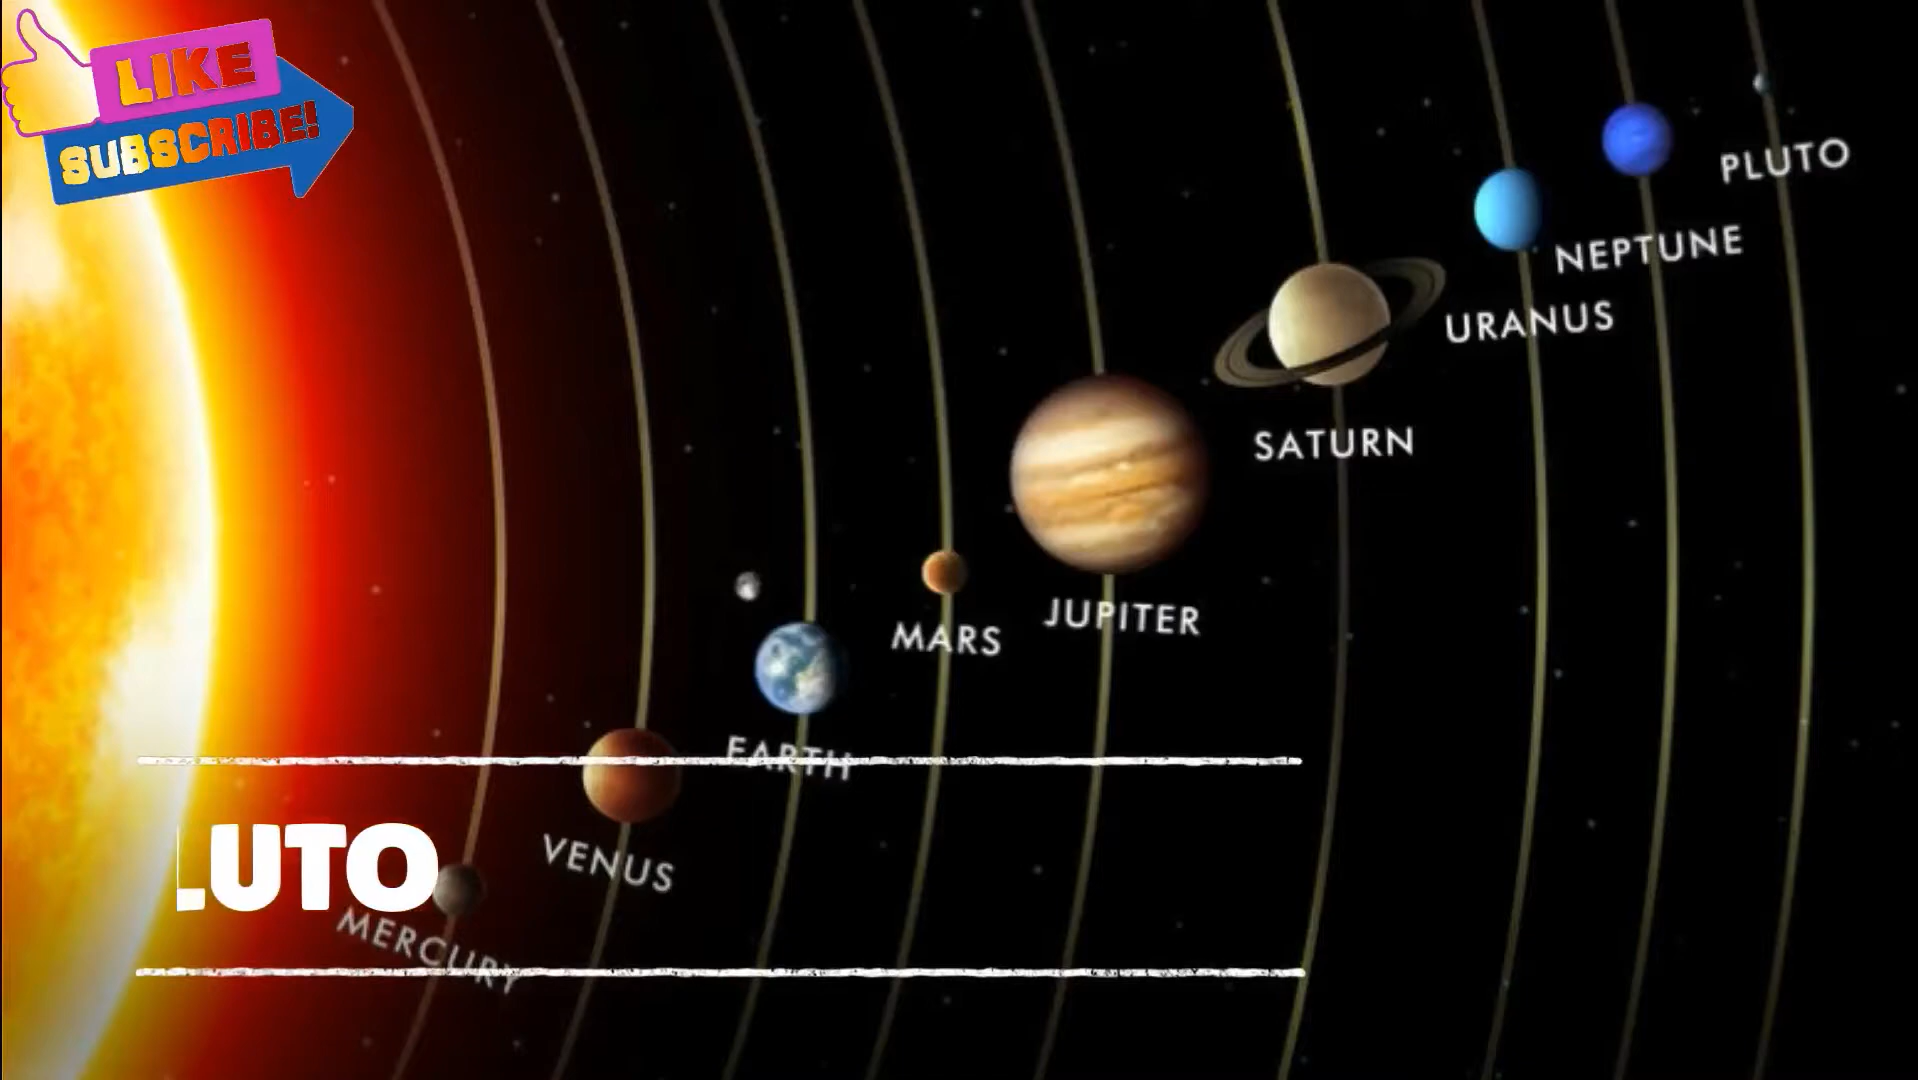 LIKE
SUBSCRIBE!
PLUTO
NEPTUNE
URANUS
SATURN
JUPITER
MARS
EARTH
VENUS
LUTO
MERCURY